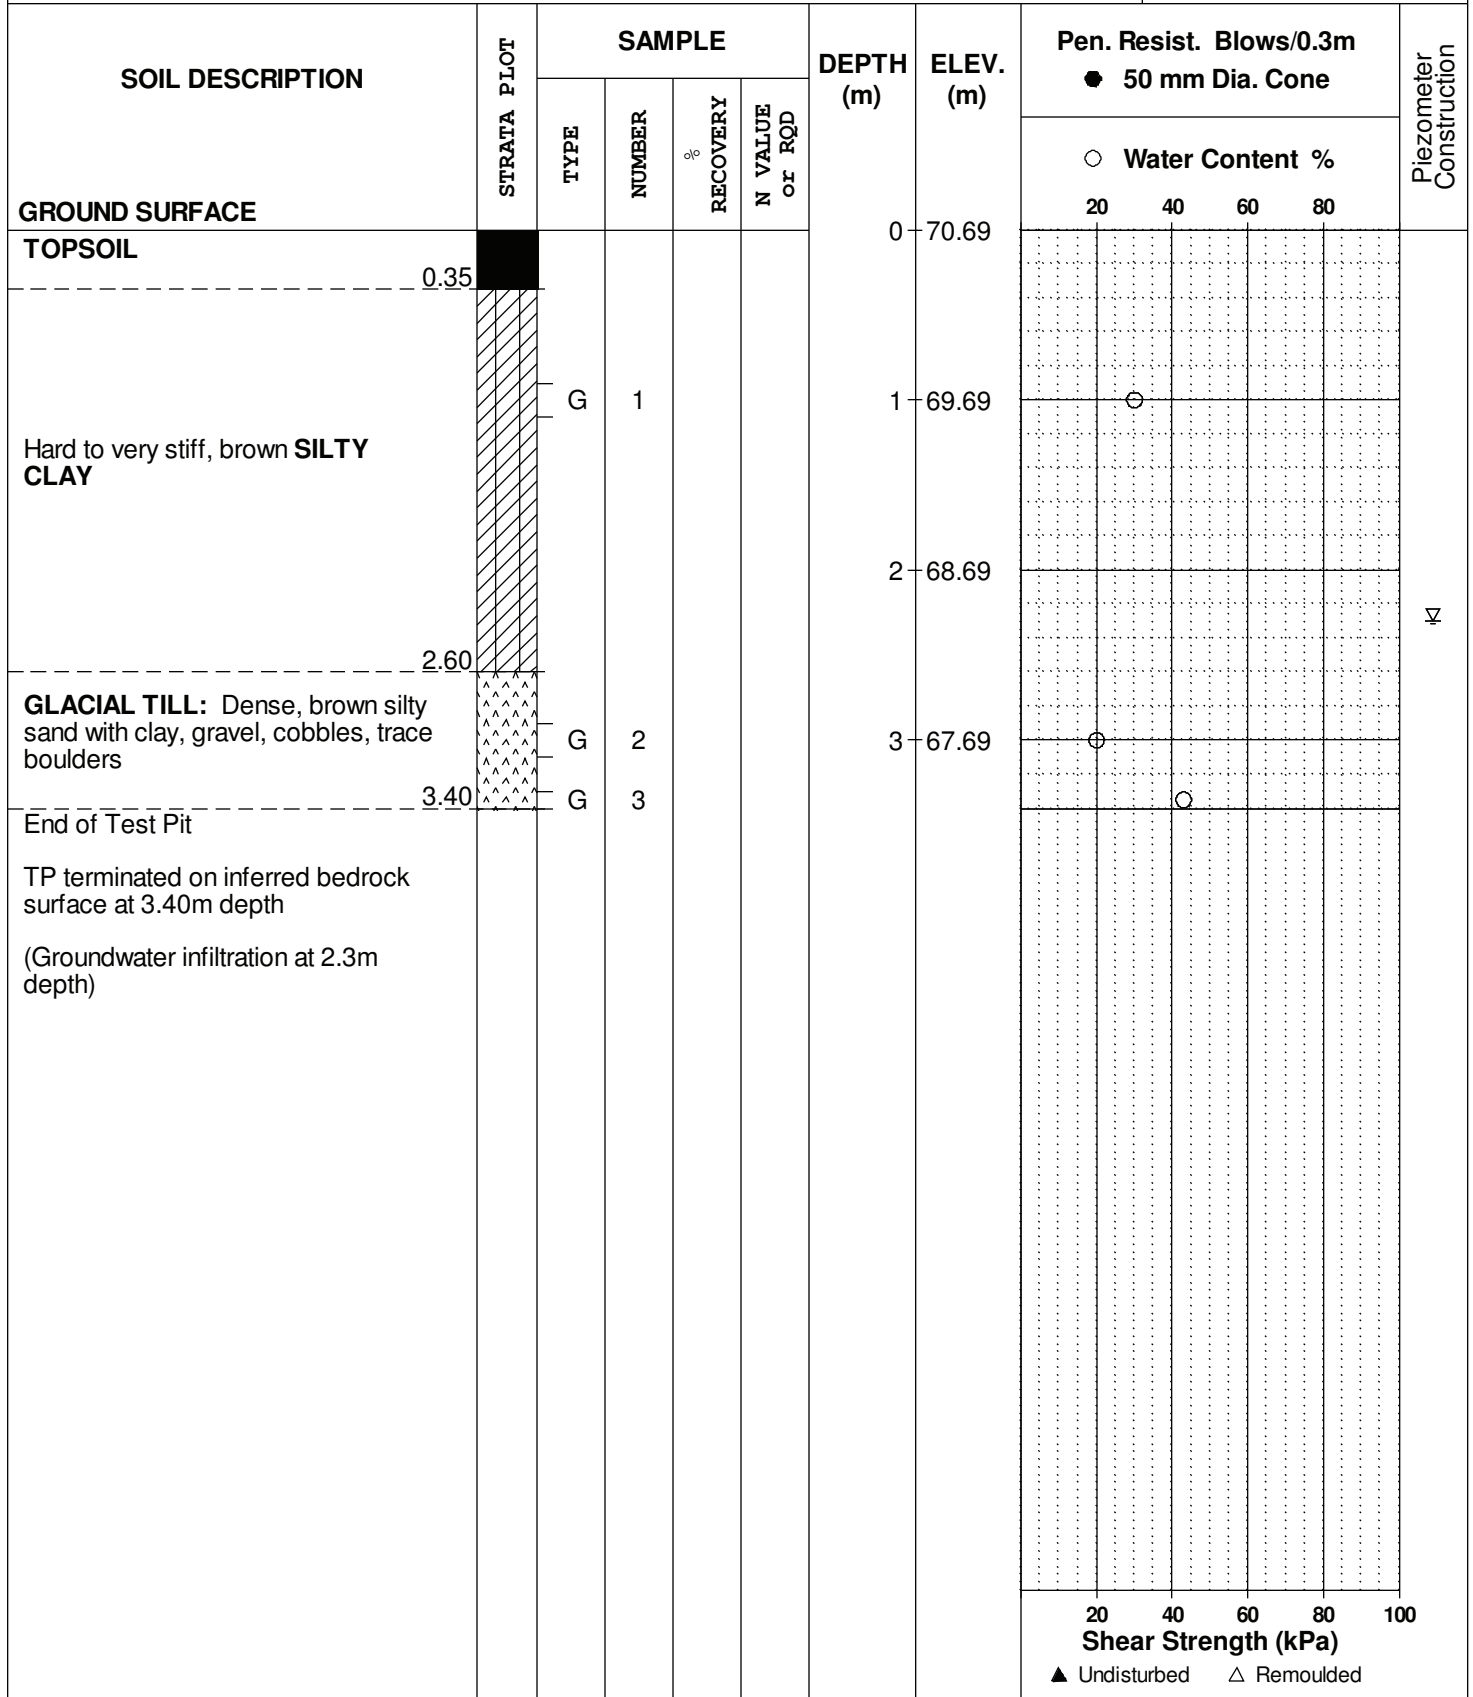 SOIL DESCRIPTION
GROUND SURFACE
STRATA PLOT
SAMPLE
TYPE
NUMBER
%
RECOVERY
N VALUE
or RQD
DEPTH
(m)
ELEV.
(m)
Pen. Resist. Blows/0.3m
● 50 mm Dia. Cone
○ Water Content %
20 40 60 80
Piezometer
Construction
TOPSOIL
0.35
0 70.69
G 1
1 69.69
Hard to very stiff, brown SILTY
CLAY
2 68.69
2.60
GLACIAL TILL: Dense, brown silty
sand with clay, gravel, cobbles, trace
boulders
G 2
3 67.69
3.40
G 3
End of Test Pit
TP terminated on inferred bedrock
surface at 3.40m depth
(Groundwater infiltration at 2.3m
depth)
20 40 60 80 100
Shear Strength (kPa)
▲ Undisturbed △ Remoulded